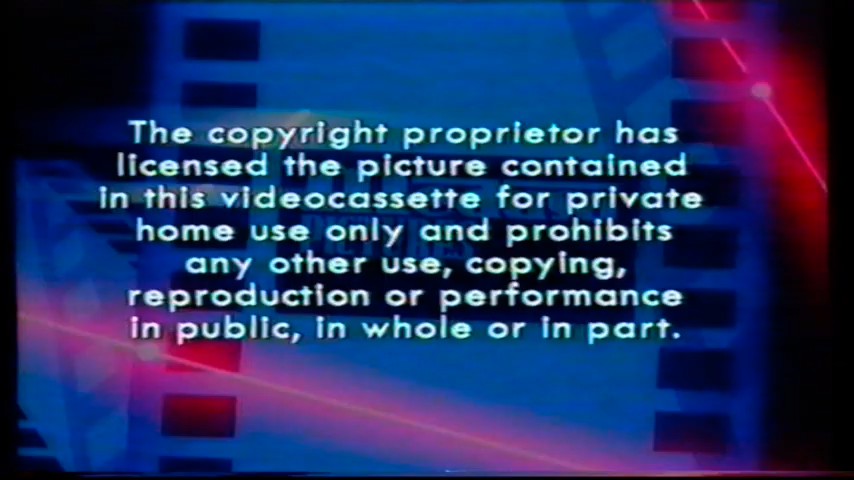 The copyright proprietor has
licensed the picture contained
in this videocassette for private
home use only and prohibits
any other use, copying,
reproduction or performance
in public, in whole or in part.